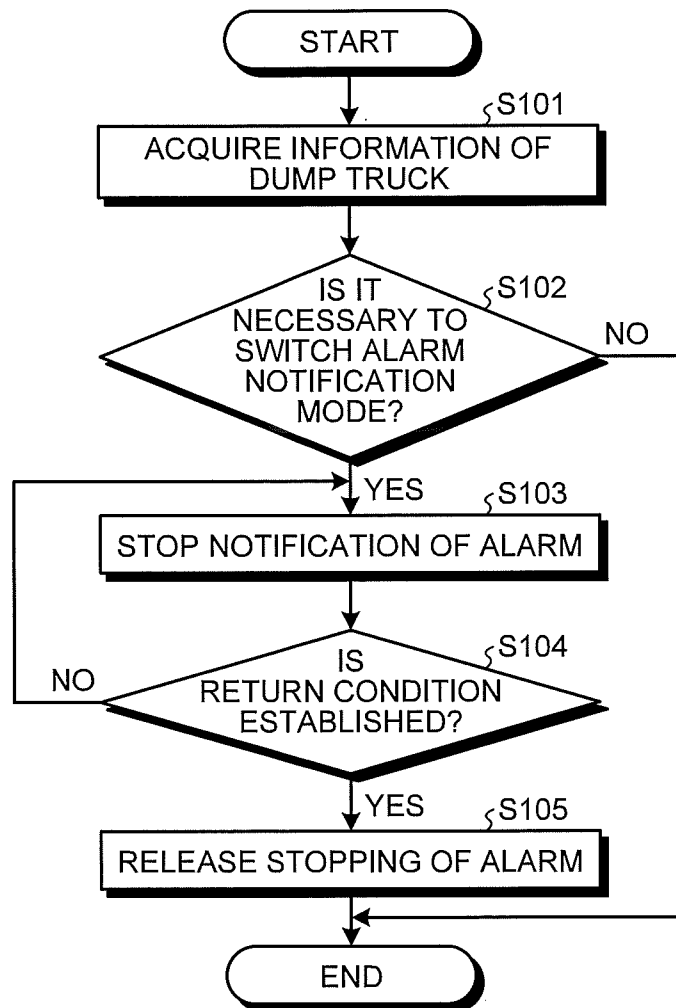 START
S101
ACQUIRE INFORMATION OF
DUMP TRUCK
S102
IS IT
NECESSARY TO
SWITCH ALARM
NOTIFICATION
MODE?
NO
YES
S103
STOP NOTIFICATION OF ALARM
S104
IS
RETURN CONDITION
ESTABLISHED?
NO
YES
S105
RELEASE STOPPING OF ALARM
END